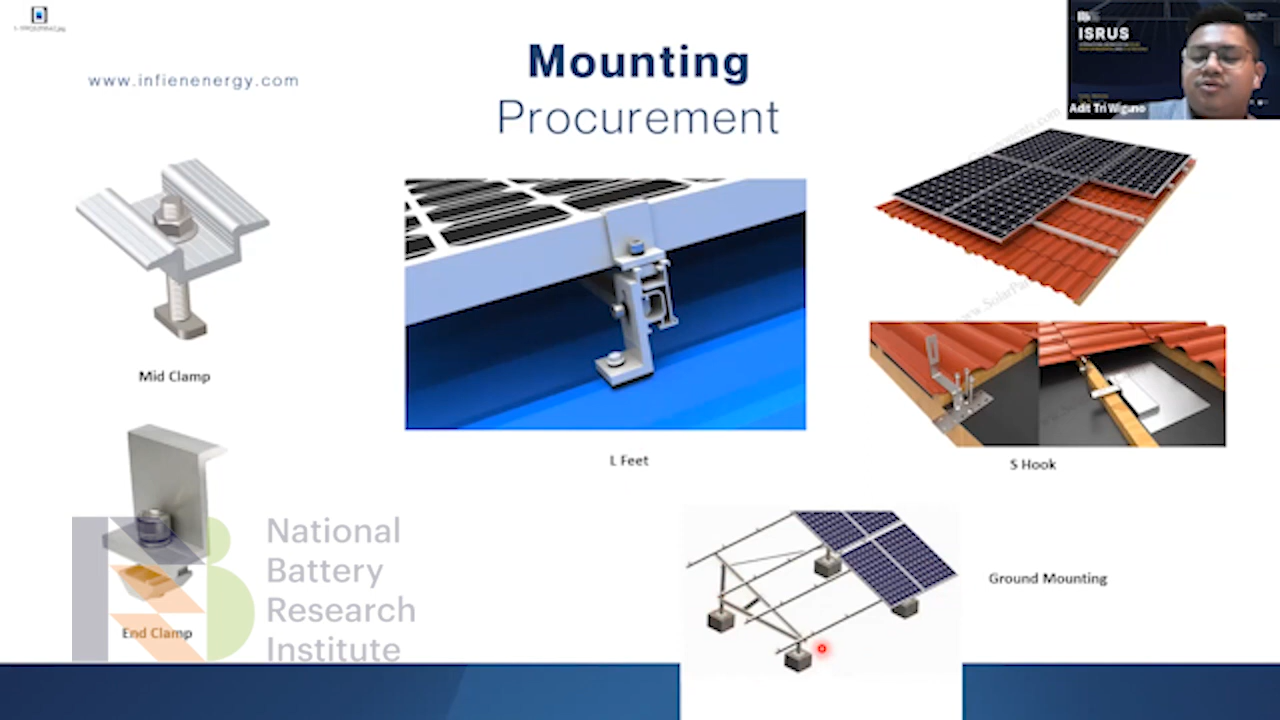 www.infienenergy.com
Mounting
Procurement
ISRUS
Adit Tri Wiguno
Mid Clamp
L Feet
S Hook
National
Battery
Research
Institute
End Clamp
Ground Mounting